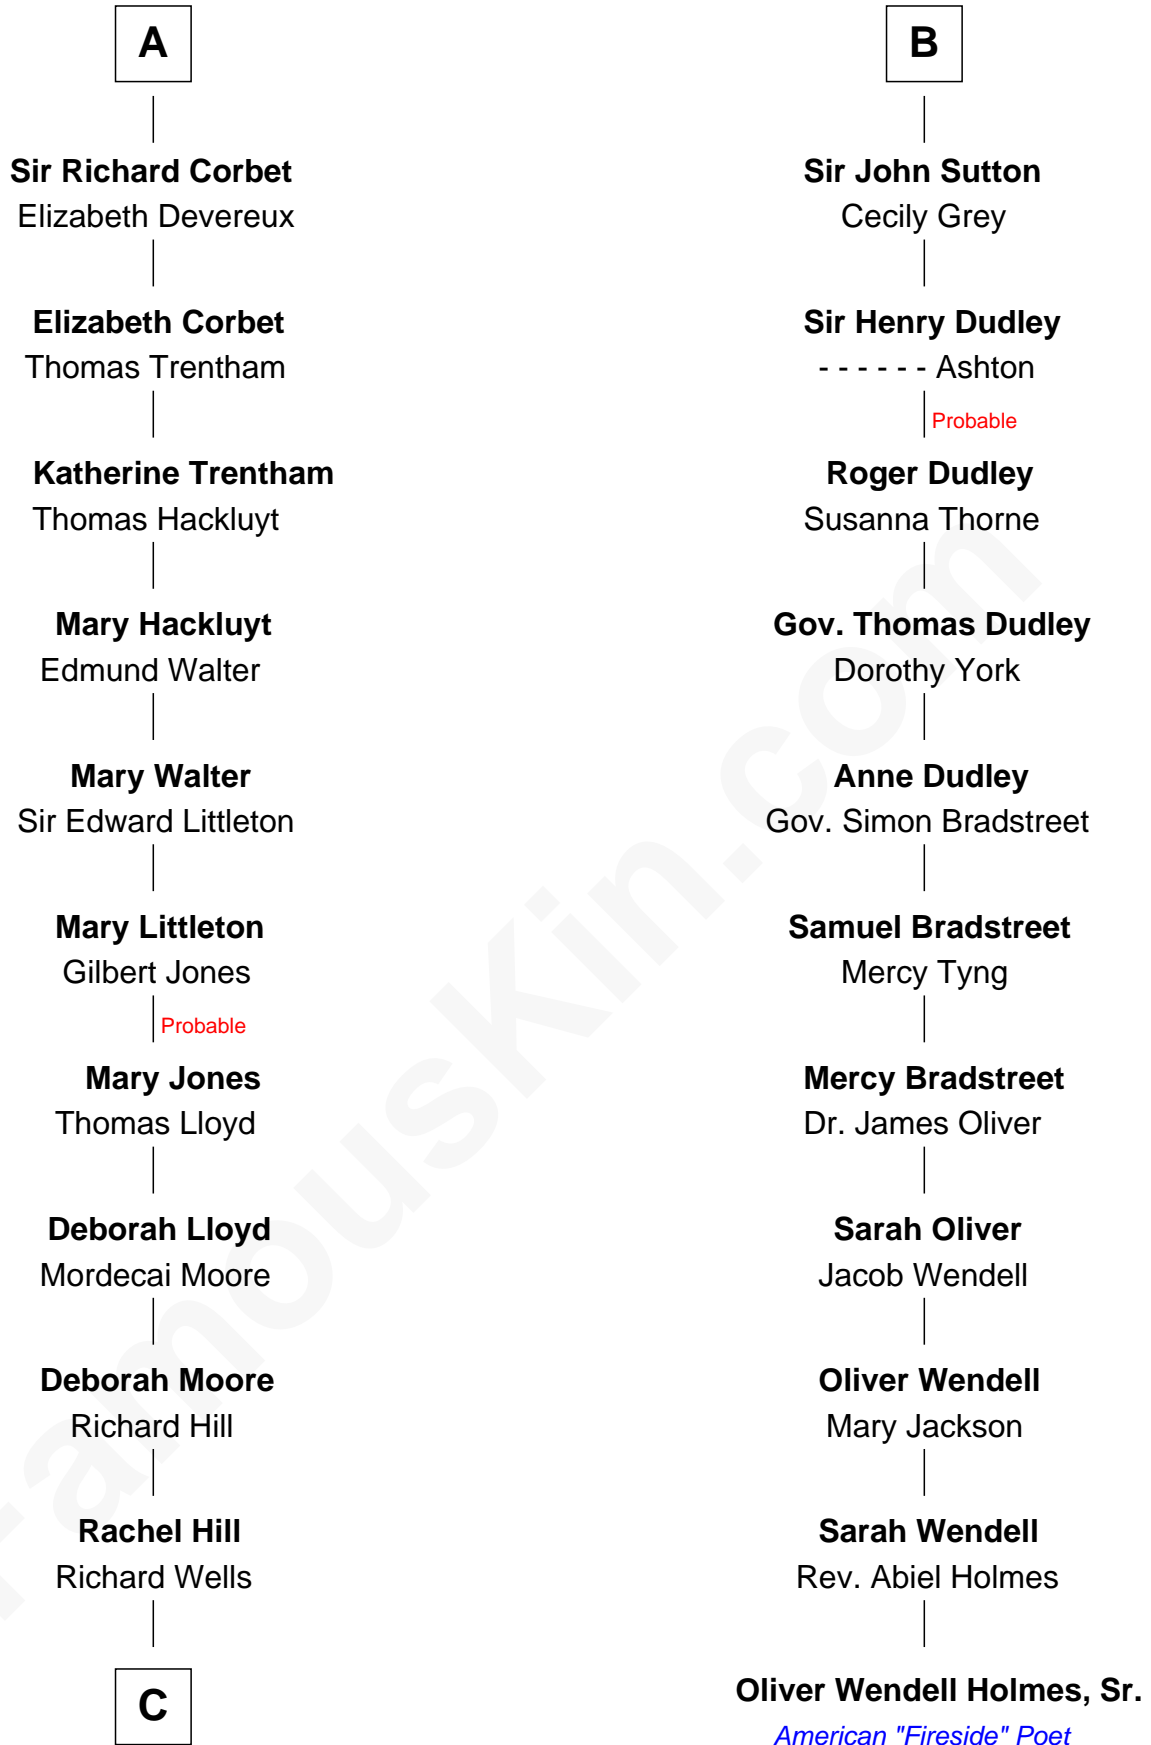 A
Sir Richard Corbet
Elizabeth Devereux
Elizabeth Corbet
Thomas Trentham
Katherine Trentham
Thomas Hackluyt
Mary Hackluyt
Edmund Walter
Mary Walter
Sir Edward Littleton
Mary Littleton
Gilbert Jones
Probable
Mary Jones
Thomas Lloyd
Deborah Lloyd
Mordecai Moore
Deborah Moore
Richard Hill
Rachel Hill
Richard Wells
C
B
Sir John Sutton
Cecily Grey
Sir Henry Dudley
- - - - - - Ashton
Probable
Roger Dudley
Susanna Thorne
Gov. Thomas Dudley
Dorothy York
Anne Dudley
Gov. Simon Bradstreet
Samuel Bradstreet
Mercy Tyng
Mercy Bradstreet
Dr. James Oliver
Sarah Oliver
Jacob Wendell
Oliver Wendell
Mary Jackson
Sarah Wendell
Rev. Abiel Holmes
Oliver Wendell Holmes, Sr.
American "Fireside" Poet
FamousKin.com